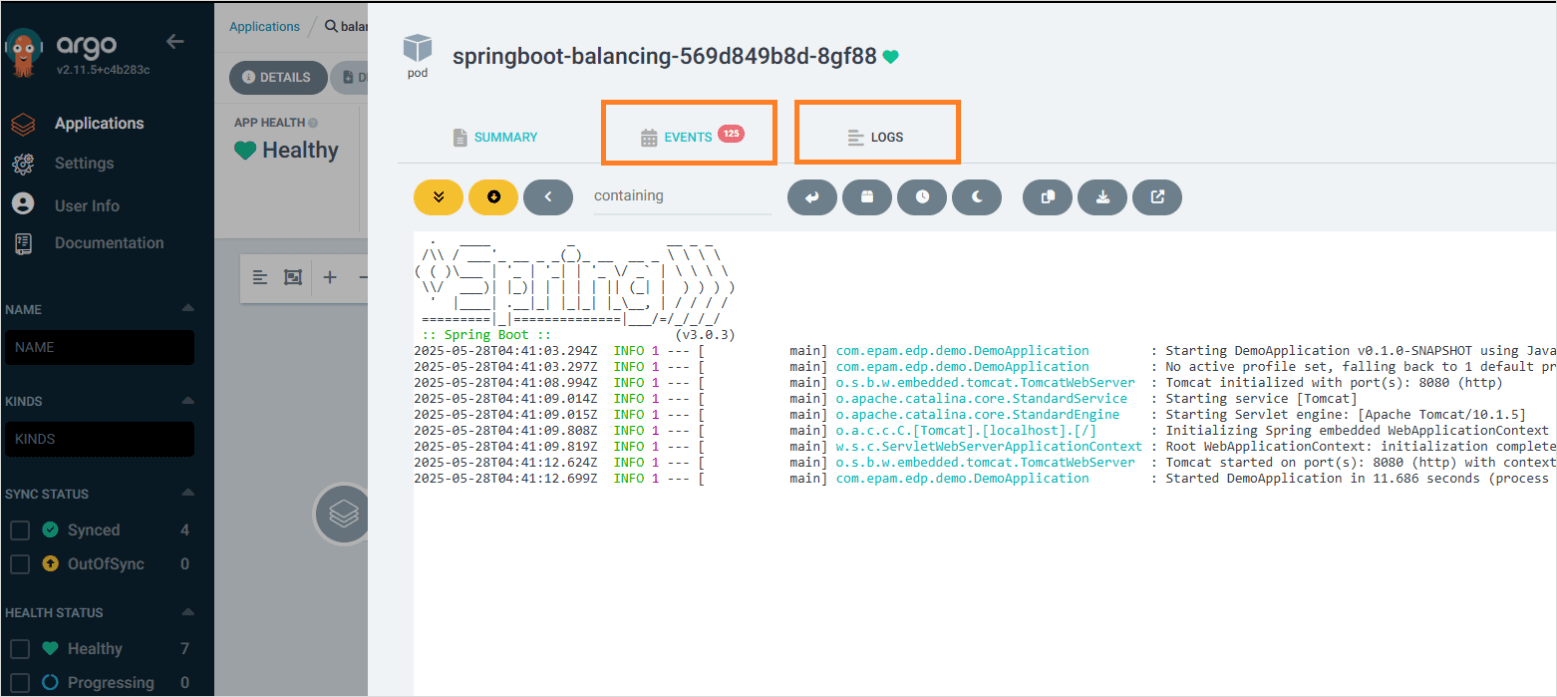 argo
v2.11.5+c4b283c
Applications
Settings
User Info
Documentation
NAME
NAME
KINDS
KINDS
SYNC STATUS
Synced 4
OutOfSync 0
HEALTH STATUS
Healthy 7
Progressing 0
Applications / balan
DETAILS D
APP HEALTH
Healthy
pod
springboot-balancing-569d849b8d-8gf88
SUMMARY EVENTS 125 LOGS
containing
Spring
:: Spring Boot :: (v3.0.3)
2025-05-28T04:41:03.294Z INFO 1 --- [ main] com.epam.edp.demo.DemoApplication : Starting DemoApplication v0.1.0-SNAPSHOT using Java
2025-05-28T04:41:03.297Z INFO 1 --- [ main] com.epam.edp.demo.DemoApplication : No active profile set, falling back to 1 default pr
2025-05-28T04:41:08.994Z INFO 1 --- [ main] o.s.b.w.embedded.tomcat.TomcatWebServer : Tomcat initialized with port(s): 8080 (http)
2025-05-28T04:41:09.014Z INFO 1 --- [ main] o.apache.catalina.core.StandardService : Starting service [Tomcat]
2025-05-28T04:41:09.015Z INFO 1 --- [ main] o.apache.catalina.core.StandardEngine : Starting Servlet engine: [Apache Tomcat/10.1.5]
2025-05-28T04:41:09.808Z INFO 1 --- [ main] o.a.c.c.C.[Tomcat].[localhost].[/] : Initializing Spring embedded WebApplicationContext
2025-05-28T04:41:09.819Z INFO 1 --- [ main] w.s.c.ServletWebServerApplicationContext : Root WebApplicationContext: initialization complete
2025-05-28T04:41:12.624Z INFO 1 --- [ main] o.s.b.w.embedded.tomcat.TomcatWebServer : Tomcat started on port(s): 8080 (http) with context
2025-05-28T04:41:12.699Z INFO 1 --- [ main] com.epam.edp.demo.DemoApplication : Started DemoApplication in 11.686 seconds (process